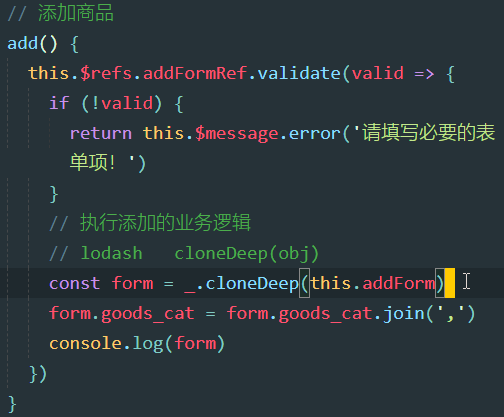 // 添加商品
add() {
this.$refs.addFormRef.validate(valid => {
if (!valid) {
return this.$message.error('请填写必要的表
单项！')
}
// 执行添加的业务逻辑
// lodash   cloneDeep(obj)
const form = _.cloneDeep(this.addForm)
form.goods_cat = form.goods_cat.join(',')
console.log(form)
})
}